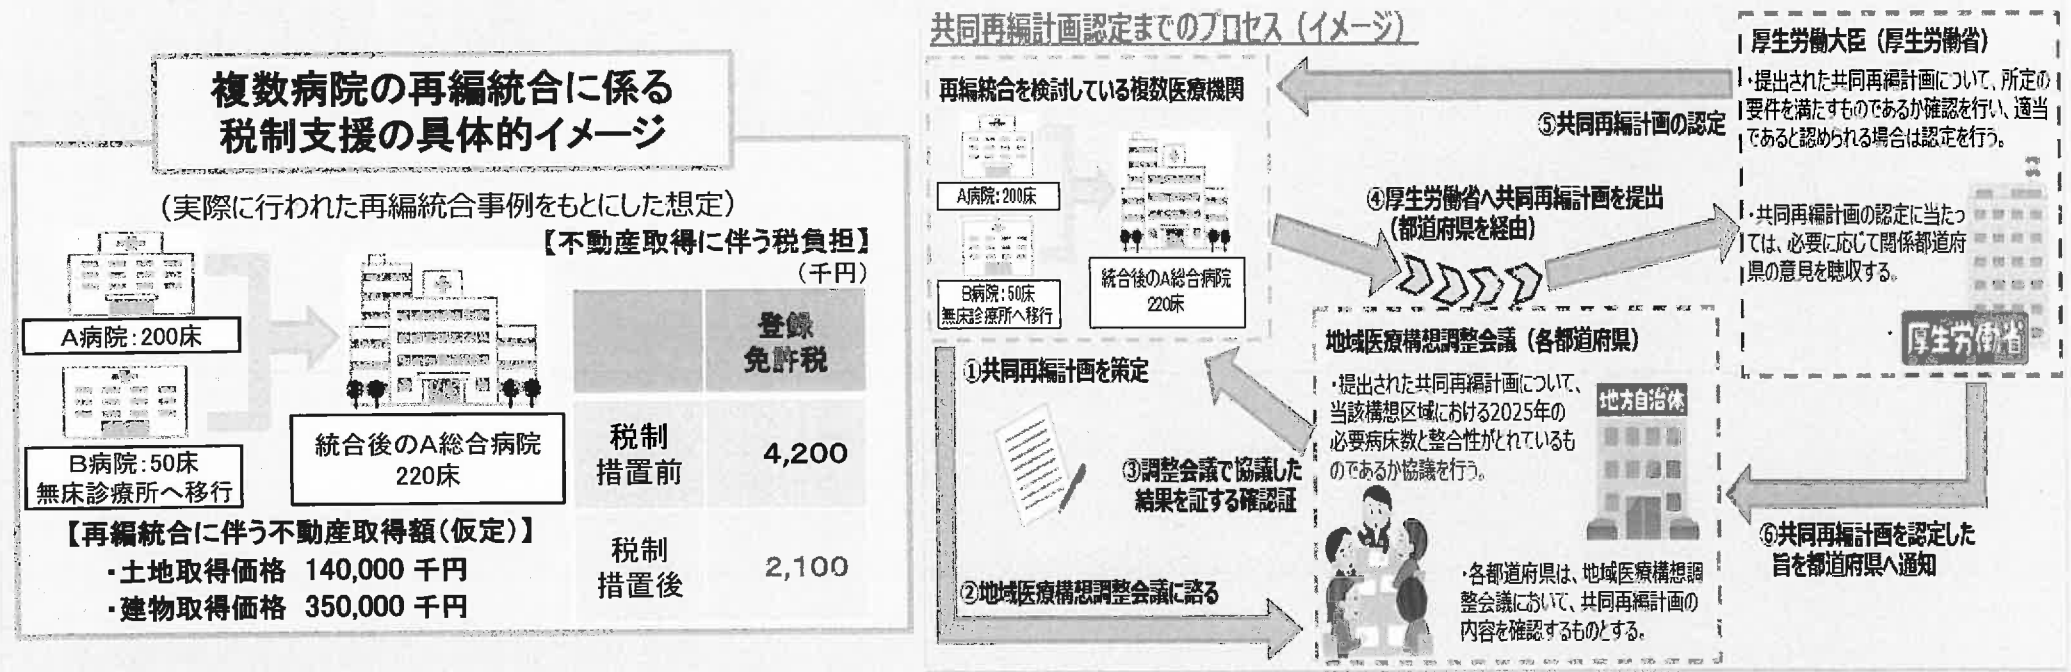 複数病院の再編統合に係る
税制支援の具体的イメージ
(実際に行われた再編統合事例をもとにした想定)
【不動産取得に伴う税負担】
(千円)
A病院:200床
B病院:50床
無床診療所へ移行
統合後のA総合病院
220床
登録
免許税
税制
措置前
4,200
税制
措置後
2,100
【再編統合に伴う不動産取得額(仮定)】
・土地取得価格 140,000 千円
・建物取得価格 350,000 千円
共同再編計画認定までのプロセス(イメージ)
再編統合を検討している複数医療機関
A病院:200床
B病院:50床
無床診療所へ移行
統合後のA総合病院
220床
①共同再編計画を策定
②地域医療構想調整会議に諮る
③調整会議で協議した
結果を証する確認証
④厚生労働省へ共同再編計画を提出
(都道府県を経由)
⑤共同再編計画の認定
地域医療構想調整会議(各都道府県)
・提出された共同再編計画について、
当該構想区域における2025年の
必要病床数と整合性がとれているも
のであるか協議を行う。
地方自治体
・各都道府県は、地域医療構想調
整会議において、共同再編計画の
内容を確認するものとする。
厚生労働大臣(厚生労働省)
・提出された共同再編計画について、所定の
要件を満たすものであるか確認を行い、適当
であると認められる場合は認定を行う。
・共同再編計画の認定に当たっ
ては、必要に応じて関係都道府
県の意見を聴収する。
厚生労働省
⑥共同再編計画を認定した
旨を都道府県へ通知